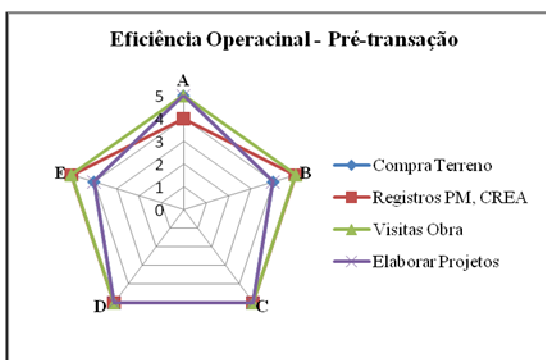 Eficiência Operacinal - Pré-transação
A
5
4
3
2
1
0
E
B
D
C
Compra Terreno
Registros PM, CREA
Visitas Obra
Elaborar Projetos